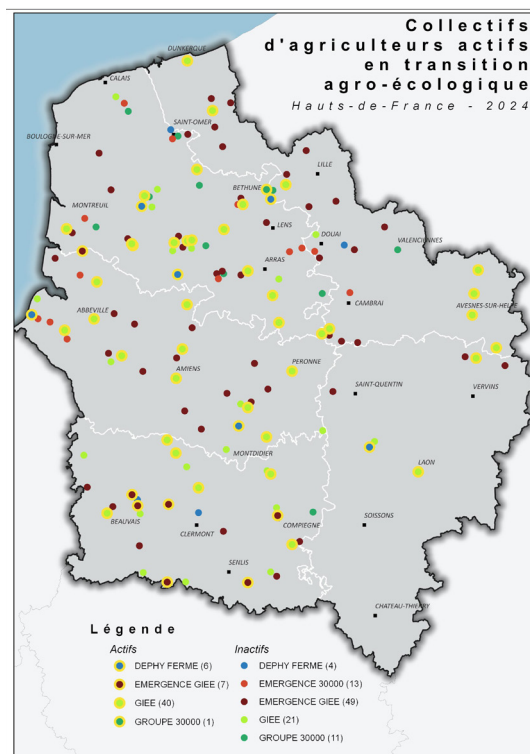 Collectifs
d'agriculteurs actifs
en transition
agro-écologique
Hauts-de-France - 2024
DUNKERQUE
CALAIS
SAINT-OMER
BOULOGNE-SUR-MER
LILLE
BETHUNE
MONTREUIL
LENS
DOUAI
VALENCIENNES
ARRAS
CAMBRAI
AVESNES-SUR-HELPE
ABBEVILLE
PERONNE
AMIENS
SAINT-QUENTIN
VERVINS
MONTDIDIER
LAON
BEAUVAIS
COMPIEGNE
SOISSONS
CLERMONT
SENLIS
CHATEAU-THIERRY
Légende
Actifs
DEPHY FERME (6)
EMERGENCE GIEE (7)
GIEE (40)
GROUPE 30000 (1)
Inactifs
DEPHY FERME (4)
EMERGENCE 30000 (13)
EMERGENCE GIEE (49)
GIEE (21)
GROUPE 30000 (11)